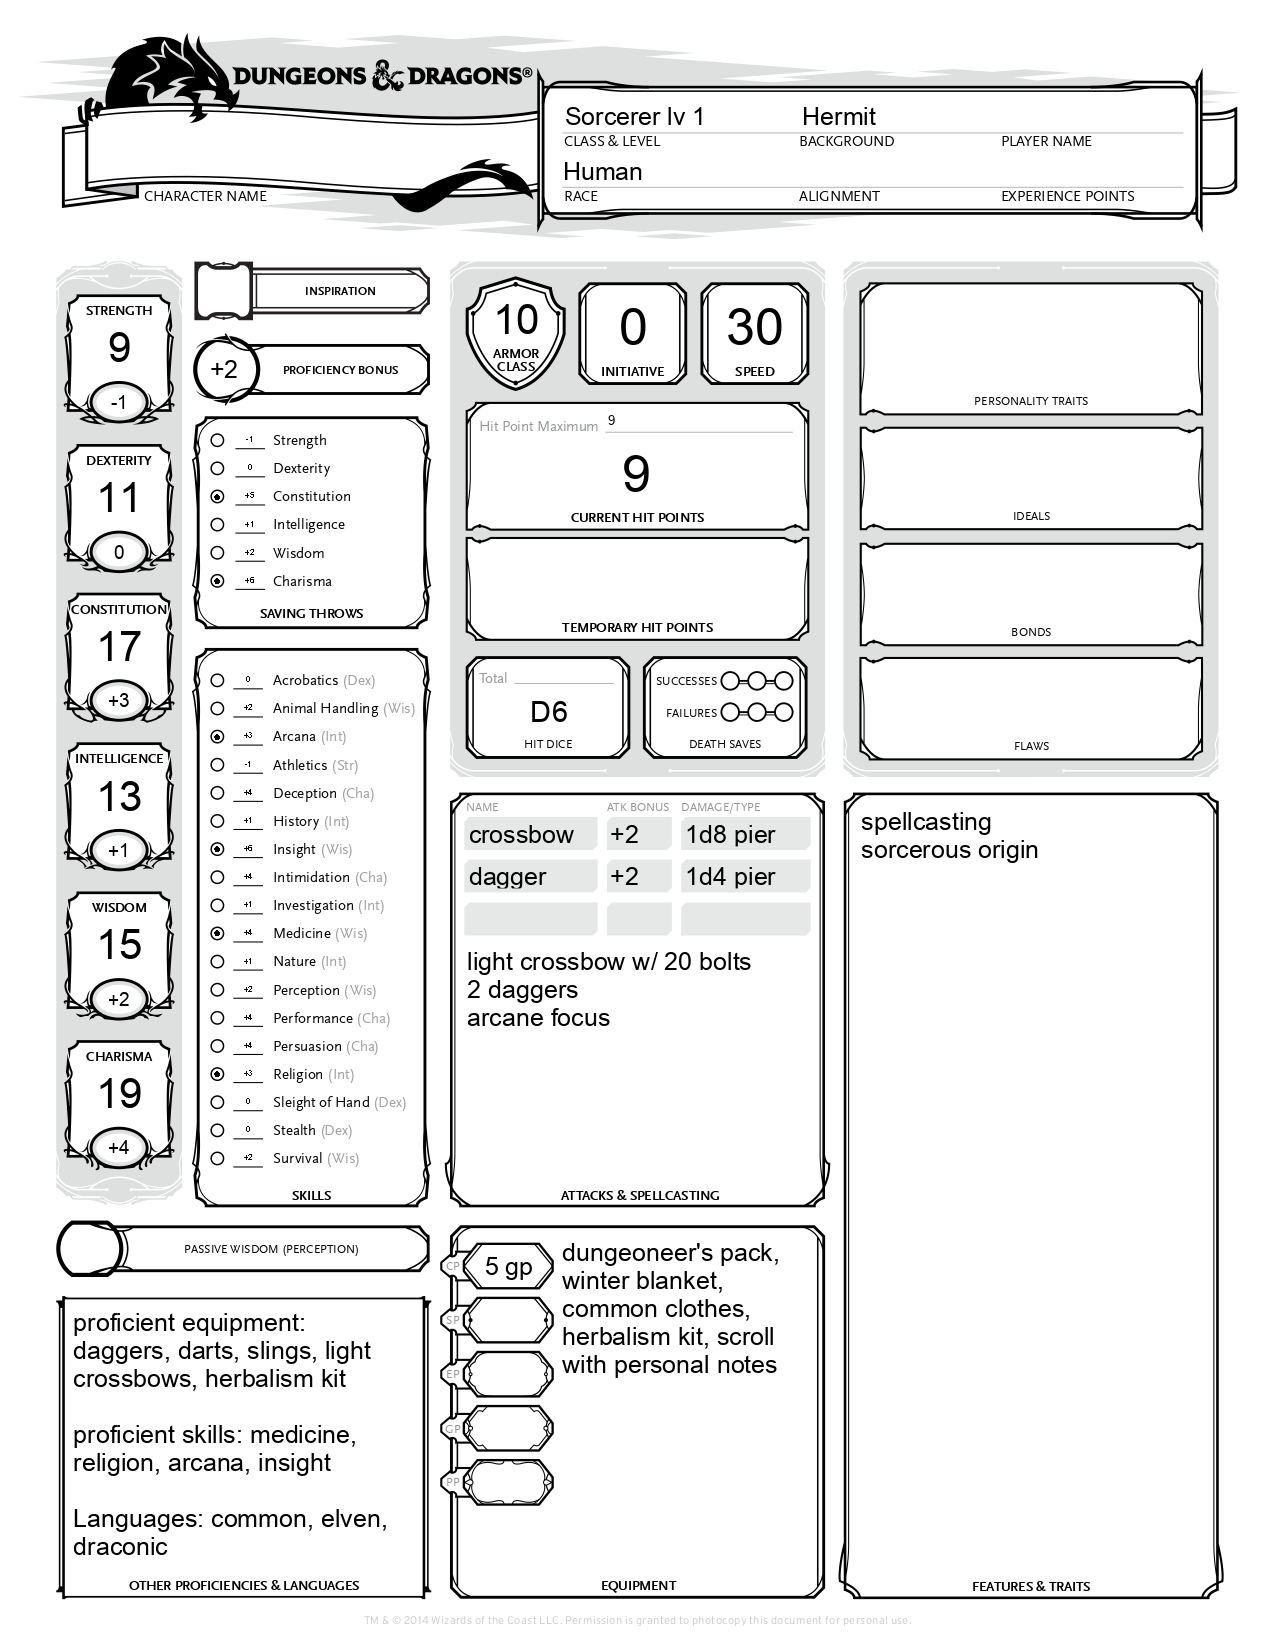 DUNGEONS & DRAGONS®
Sorcerer lv 1 Hermit
CLASS & LEVEL BACKGROUND PLAYER NAME
Human
RACE ALIGNMENT EXPERIENCE POINTS
CHARACTER NAME
STRENGTH
9
-1
DEXTERITY
11
0
CONSTITUTION
17
+3
INTELLIGENCE
13
+1
WISDOM
15
+2
CHARISMA
19
+4
INSPIRATION
+2 PROFICIENCY BONUS
-1 Strength
0 Dexterity
+5 Constitution
+1 Intelligence
+2 Wisdom
+6 Charisma
SAVING THROWS
0 Acrobatics (Dex)
+2 Animal Handling (Wis)
+3 Arcana (Int)
-1 Athletics (Str)
+4 Deception (Cha)
+1 History (Int)
+6 Insight (Wis)
+4 Intimidation (Cha)
+1 Investigation (Int)
+4 Medicine (Wis)
+1 Nature (Int)
+2 Perception (Wis)
+4 Performance (Cha)
+4 Persuasion (Cha)
+3 Religion (Int)
0 Sleight of Hand (Dex)
0 Stealth (Dex)
+2 Survival (Wis)
SKILLS
PASSIVE WISDOM (PERCEPTION)
proficient equipment:
daggers, darts, slings, light
crossbows, herbalism kit
proficient skills: medicine,
religion, arcana, insight
Languages: common, elven,
draconic
OTHER PROFICIENCIES & LANGUAGES
10
ARMOR
CLASS
0
INITIATIVE
30
SPEED
Hit Point Maximum 9
9
CURRENT HIT POINTS
TEMPORARY HIT POINTS
Total
D6
HIT DICE
SUCCESSES
FAILURES
DEATH SAVES
NAME ATK BONUS DAMAGE/TYPE
crossbow +2 1d8 pier
dagger +2 1d4 pier
light crossbow w/ 20 bolts
2 daggers
arcane focus
ATTACKS & SPELLCASTING
CP 5 gp
SP
EP
GP
PP
dungeoneer's pack,
winter blanket,
common clothes,
herbalism kit, scroll
with personal notes
EQUIPMENT
PERSONALITY TRAITS
IDEALS
BONDS
FLAWS
spellcasting
sorcerous origin
FEATURES & TRAITS
TM & © 2014 Wizards of the Coast LLC. Permission is granted to photocopy this document for personal use.